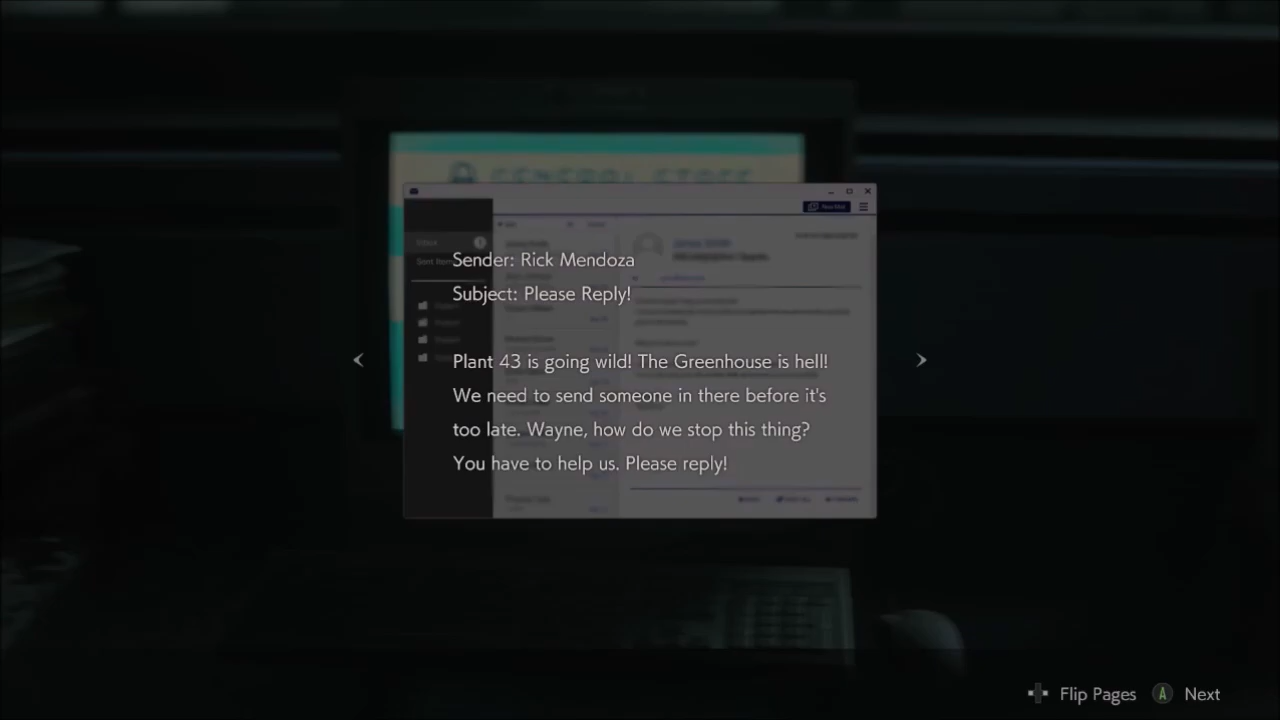 GENERAL STAFF
Sender: Rick Mendoza
Subject: Please Reply!
Plant 43 is going wild! The Greenhouse is hell!
We need to send someone in there before it's
too late. Wayne, how do we stop this thing?
You have to help us. Please reply!
Flip Pages
A Next